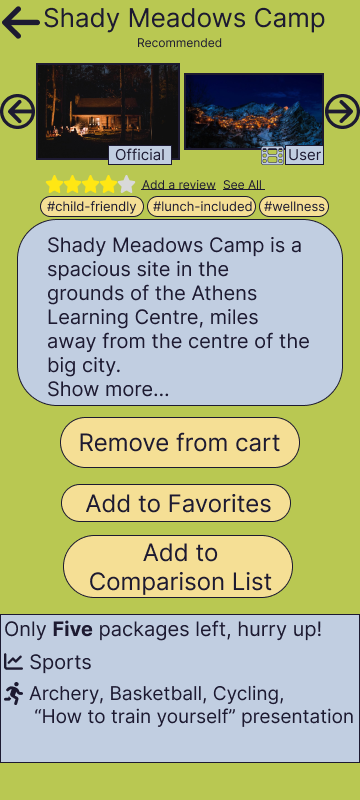 Shady Meadows Camp
Recommended
Official
User
Add a review See All
#child-friendly #lunch-included #wellness
Shady Meadows Camp is a
spacious site in the
grounds of the Athens
Learning Centre, miles
away from the centre of the
big city.
Show more...
Remove from cart
Add to Favorites
Add to
Comparison List
Only Five packages left, hurry up!
Sports
Archery, Basketball, Cycling,
“How to train yourself” presentation